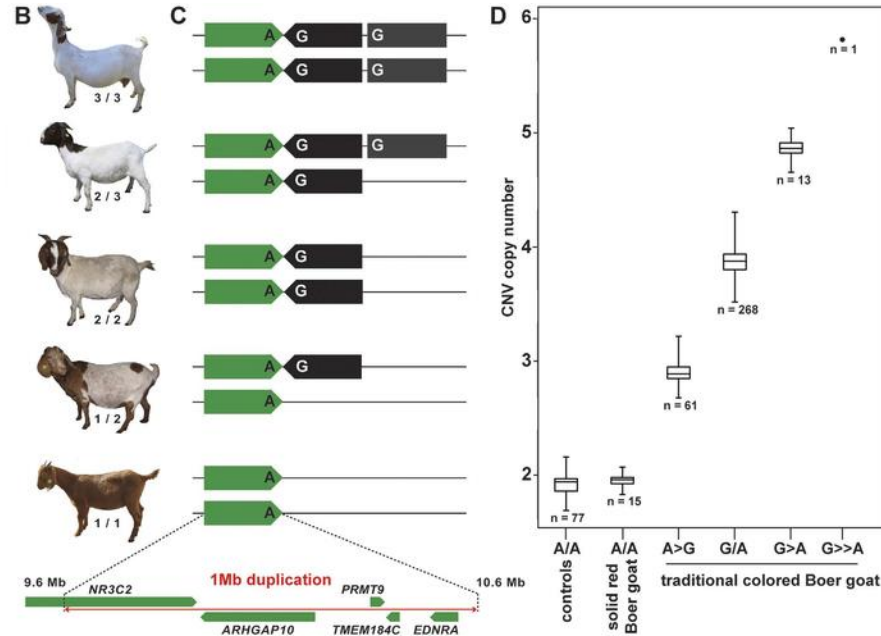 B
3 / 3
2 / 3
2 / 2
1 / 2
1 / 1
C
A G G
A G G
A G G
A G
A G
A G
A G
A
A
A
9.6 Mb
1Mb duplication
10.6 Mb
NR3C2
PRMT9
ARHGAP10
TMEM184C
EDNRA
D
CNV copy number
6
5
4
3
2
n = 77
n = 15
n = 61
n = 268
n = 13
n = 1
A/A
A/A
A>G
G/A
G>A
G>>A
controls
solid red
Boer goat
traditional colored Boer goat